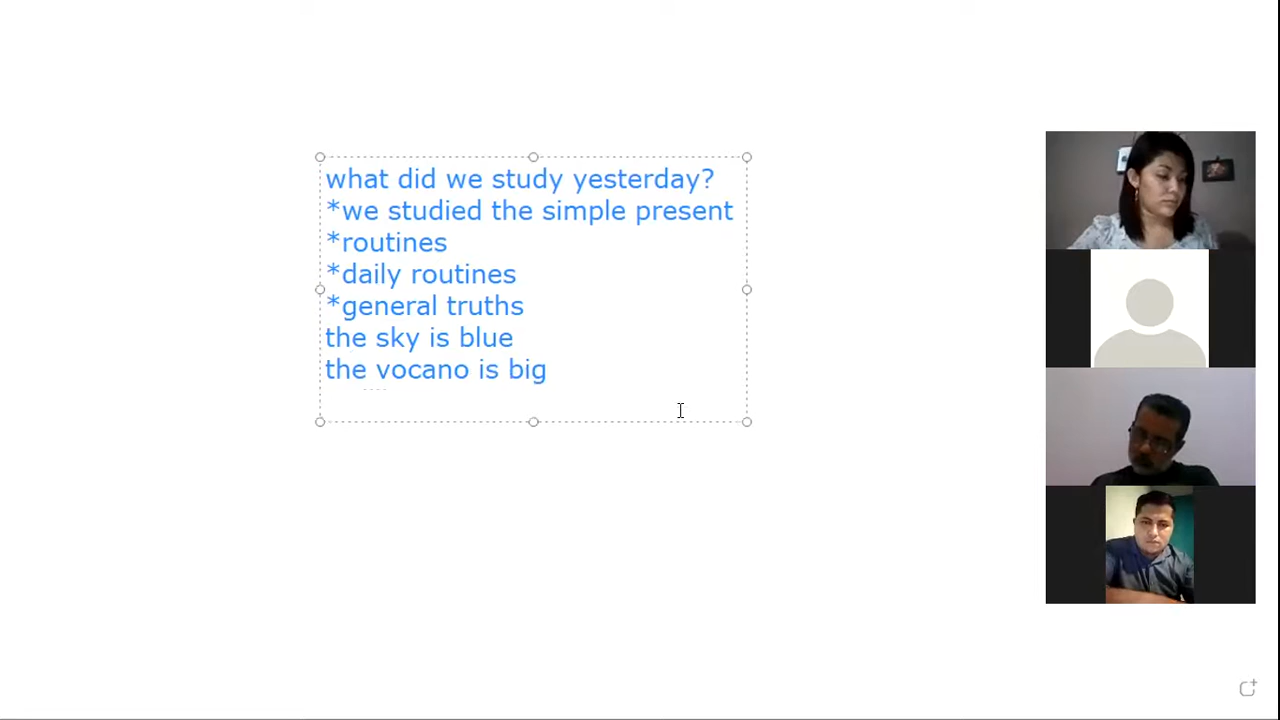 what did we study yesterday?
*we studied the simple present
*routines
*daily routines
*general truths
the sky is blue
the vocano is big